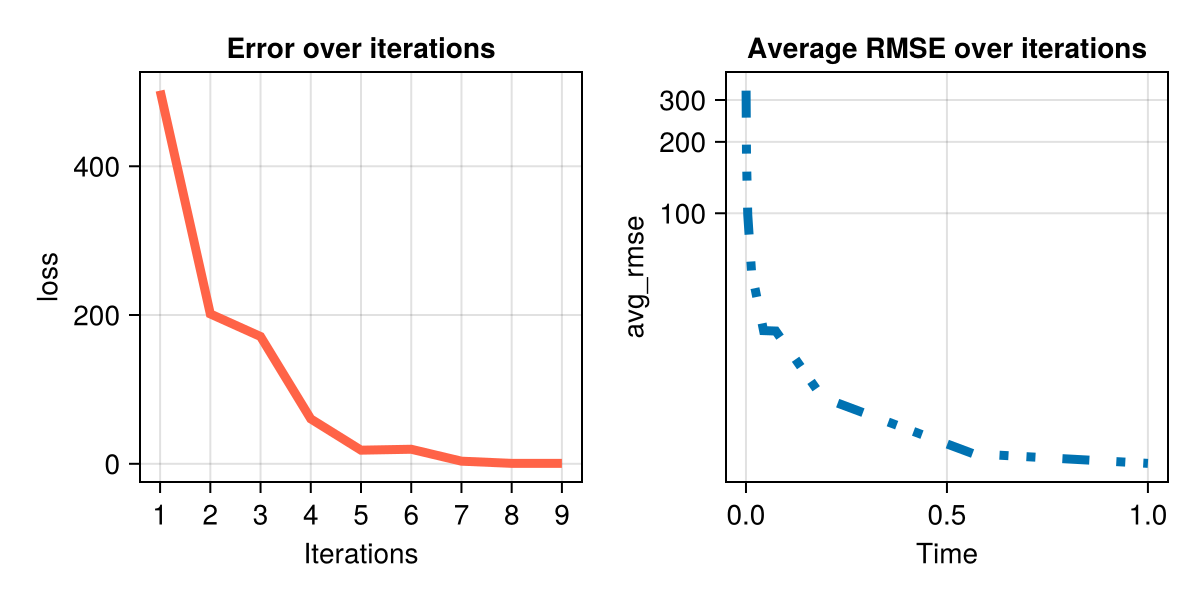 Error over iterations
loss
400
200
0
1 2 3 4 5 6 7 8 9
Iterations
Average RMSE over iterations
avg_rmse
300
200
100
0.0 0.5 1.0
Time